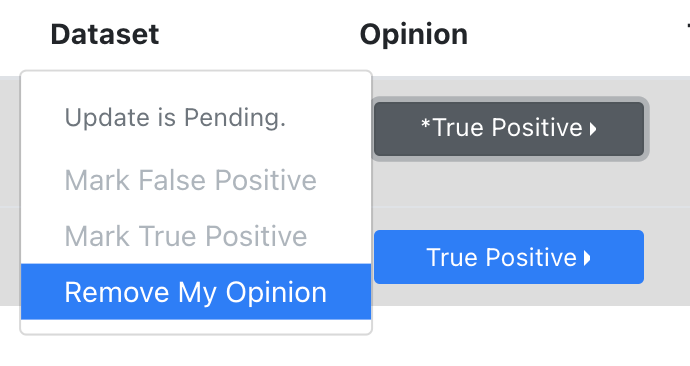 Dataset Opinion
Update is Pending.
*True Positive
Mark False Positive
Mark True Positive
True Positive
Remove My Opinion